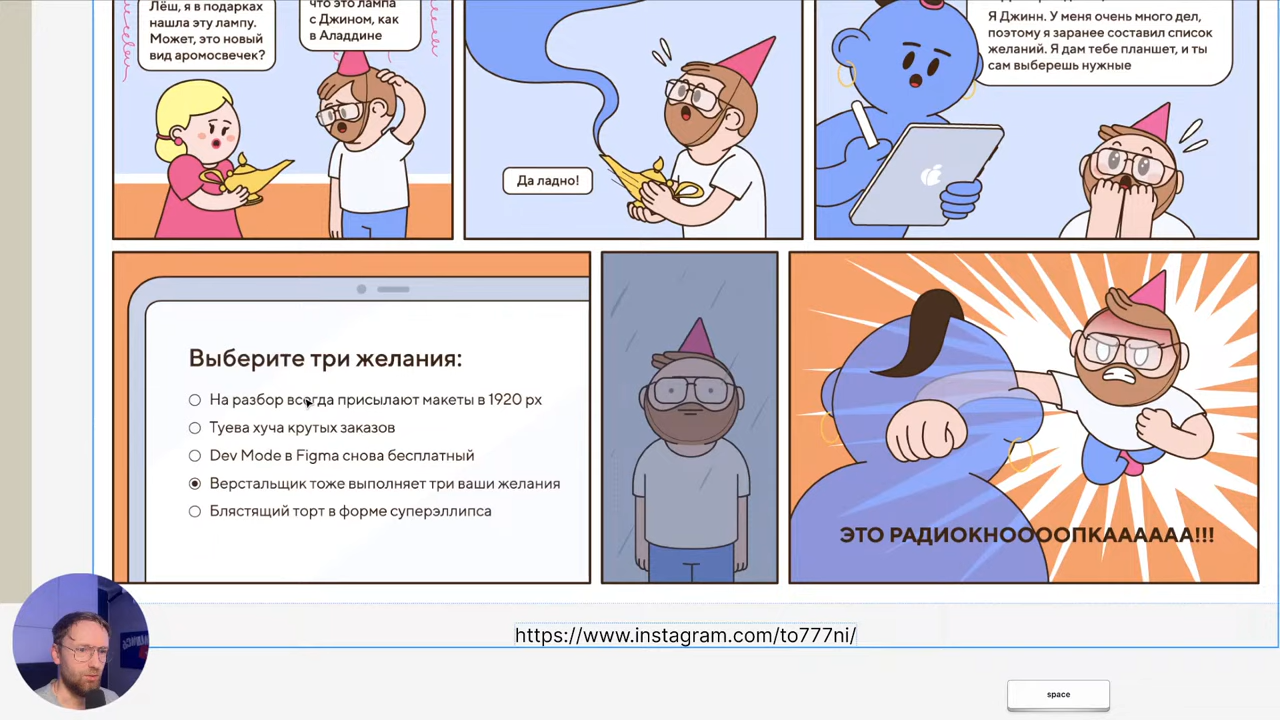 Лёш, я в подарках
нашла эту лампу.
Может, это новый
вид аромосвечек?
что это лампа
с Джином, как
в Аладдине
Да ладно!
Я Джинн. У меня очень много дел,
поэтому я заранее составил список
желаний. Я дам тебе планшет, и ты
сам выберешь нужные
Выберите три желания:
На разбор всегда присылают макеты в 1920 px
Туева хуча крутых заказов
Dev Mode в Figma снова бесплатный
Верстальщик тоже выполняет три ваши желания
Блястящий торт в форме суперэллипса
ЭТО РАДИОКНОООOПКАААААА!!!
https://www.instagram.com/to777ni/
space